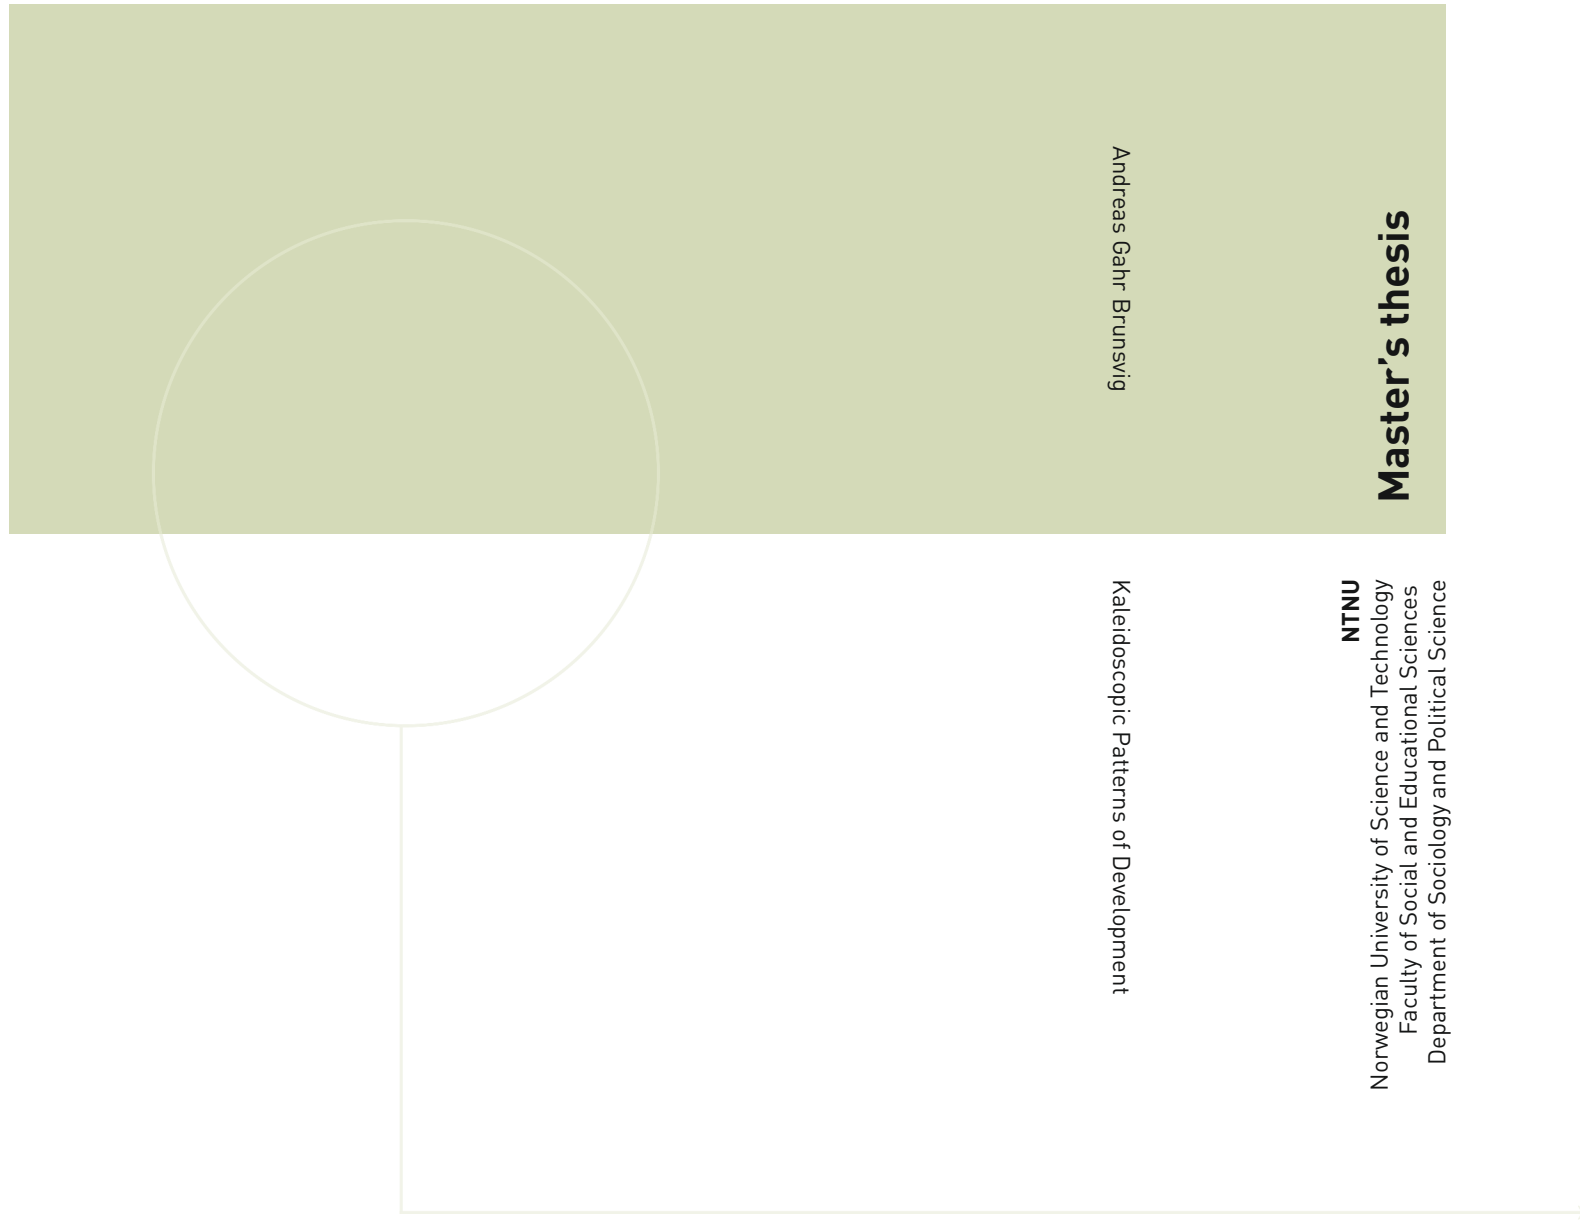 Andreas Gahr Brunsvig
Kaleidoscopic Patterns of Development
Master's thesis
NTNU
Norwegian University of Science and Technology
Faculty of Social and Educational Sciences
Department of Sociology and Political Science